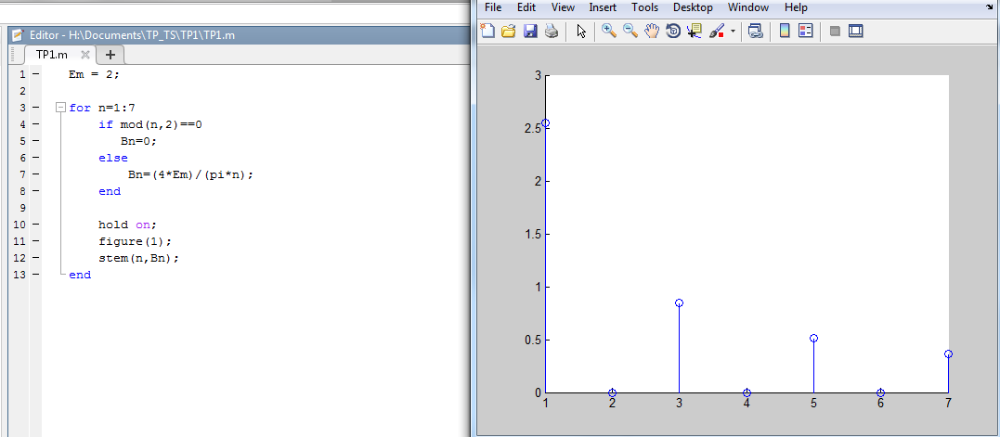 Editor - H:\Documents\TP_TS\TP1\TP1.m
TP1.m
1 Em = 2;
2
3 for n=1:7
4 if mod(n,2)==0
5 Bn=0;
6 else
7 Bn=(4*Em)/(pi*n);
8 end
9
10 hold on;
11 figure(1);
12 stem(n,Bn);
13 end
File Edit View Insert Tools Desktop Window Help
3
2.5
2
1.5
1
0.5
0
1 2 3 4 5 6 7